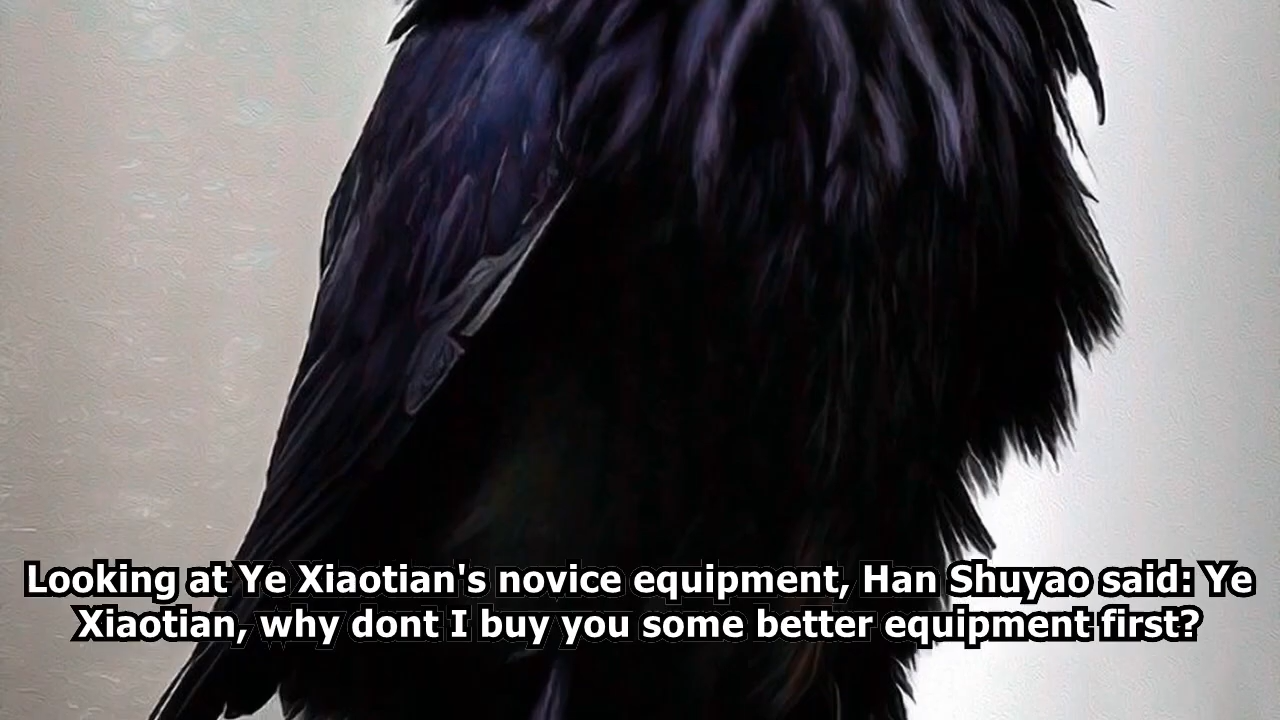 Looking at Ye Xiaotian's novice equipment, Han Shuyao said: Ye
Xiaotian, why dont I buy you some better equipment first?